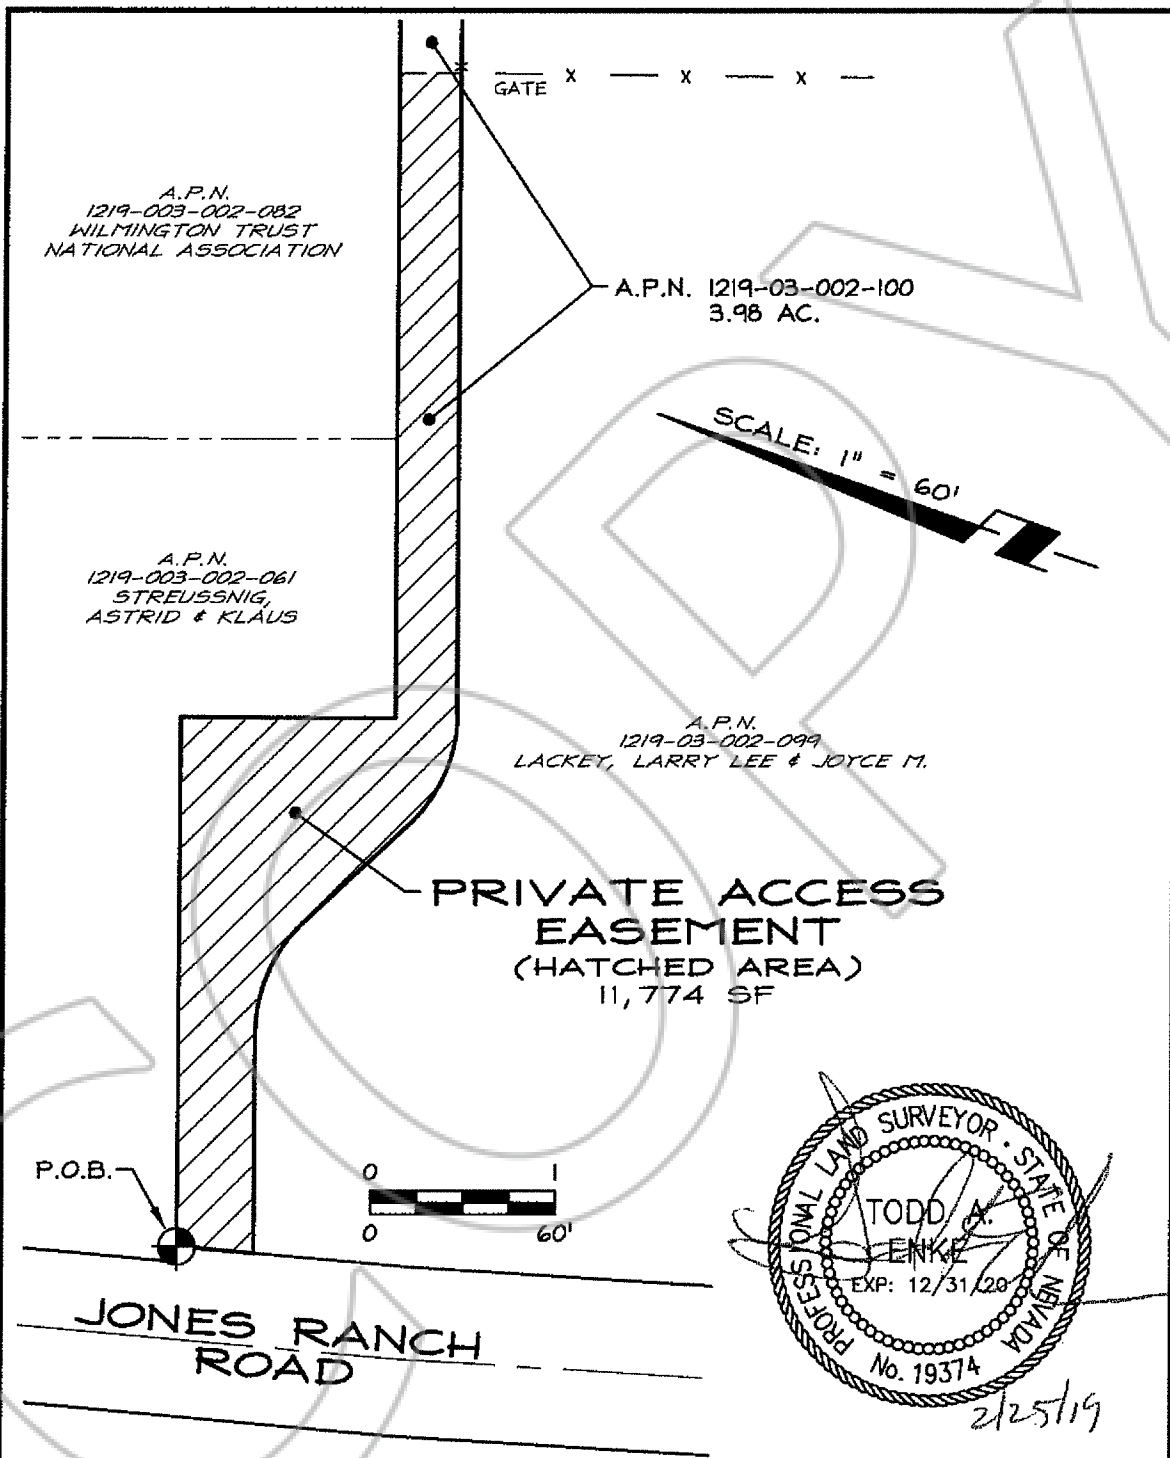 GATE X X X
A.P.N.
1219-003-002-082
WILMINGTON TRUST
NATIONAL ASSOCIATION
A.P.N. 1219-03-002-100
3.98 AC.
SCALE: 1" = 60'
A.P.N.
1219-003-002-061
STREUSSNIG,
ASTRID & KLAUS
A.P.N.
1219-03-002-099
LACKEY, LARRY LEE & JOYCE M.
PRIVATE ACCESS
EASEMENT
(HATCHED AREA)
11,774 SF
P.O.B.
0 1
0 60'
JONES RANCH
ROAD
PROFESSIONAL LAND SURVEYOR · STATE OF NEVADA
TODD A.
ENKE
EXP: 12/31/20
No. 19374
2/25/19
COPY